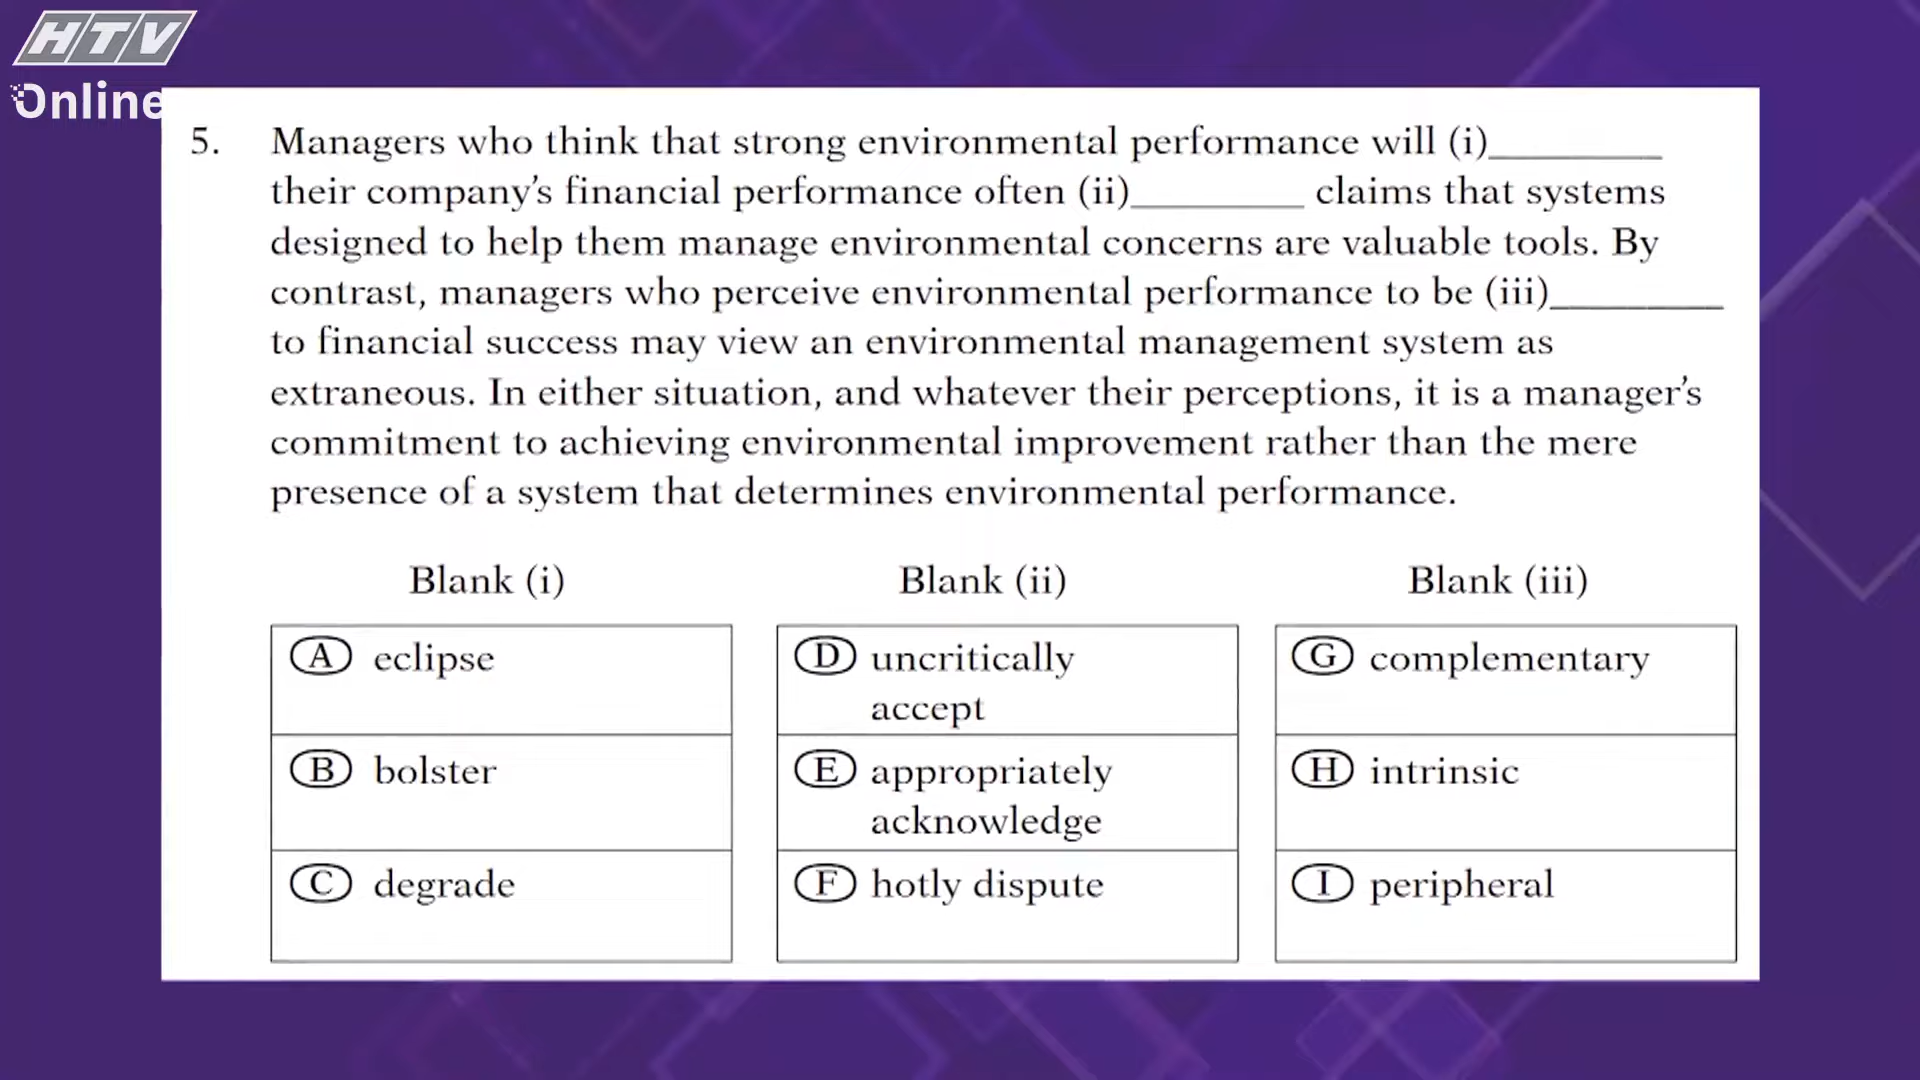 HTV
Online
5. Managers who think that strong environmental performance will (i)________
their company's financial performance often (ii)________ claims that systems
designed to help them manage environmental concerns are valuable tools. By
contrast, managers who perceive environmental performance to be (iii)________
to financial success may view an environmental management system as
extraneous. In either situation, and whatever their perceptions, it is a manager's
commitment to achieving environmental improvement rather than the mere
presence of a system that determines environmental performance.
Blank (i) Blank (ii) Blank (iii)
A eclipse D uncritically accept G complementary
B bolster E appropriately acknowledge H intrinsic
C degrade F hotly dispute I peripheral